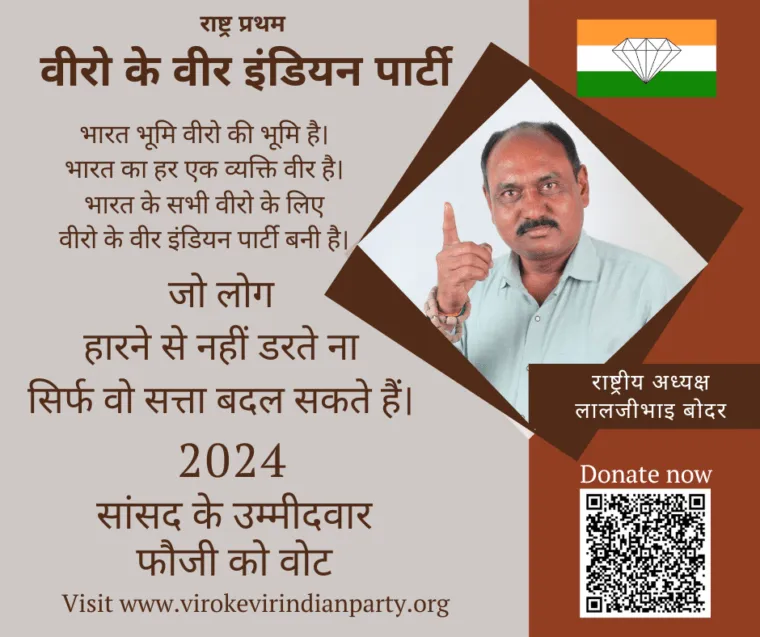 राष्ट्र प्रथम
वीरो के वीर इंडियन पार्टी
भारत भूमि वीरो की भूमि है।
भारत का हर एक व्यक्ति वीर है।
भारत के सभी वीरो के लिए
वीरो के वीर इंडियन पार्टी बनी है।
जो लोग
हारने से नहीं डरते ना
सिर्फ वो सत्ता बदल सकते हैं।
2024
सांसद के उम्मीदवार
फौजी को वोट
Visit www.virokevirindianparty.org
राष्ट्रीय अध्यक्ष
लालजीभाइ बोदर
Donate now